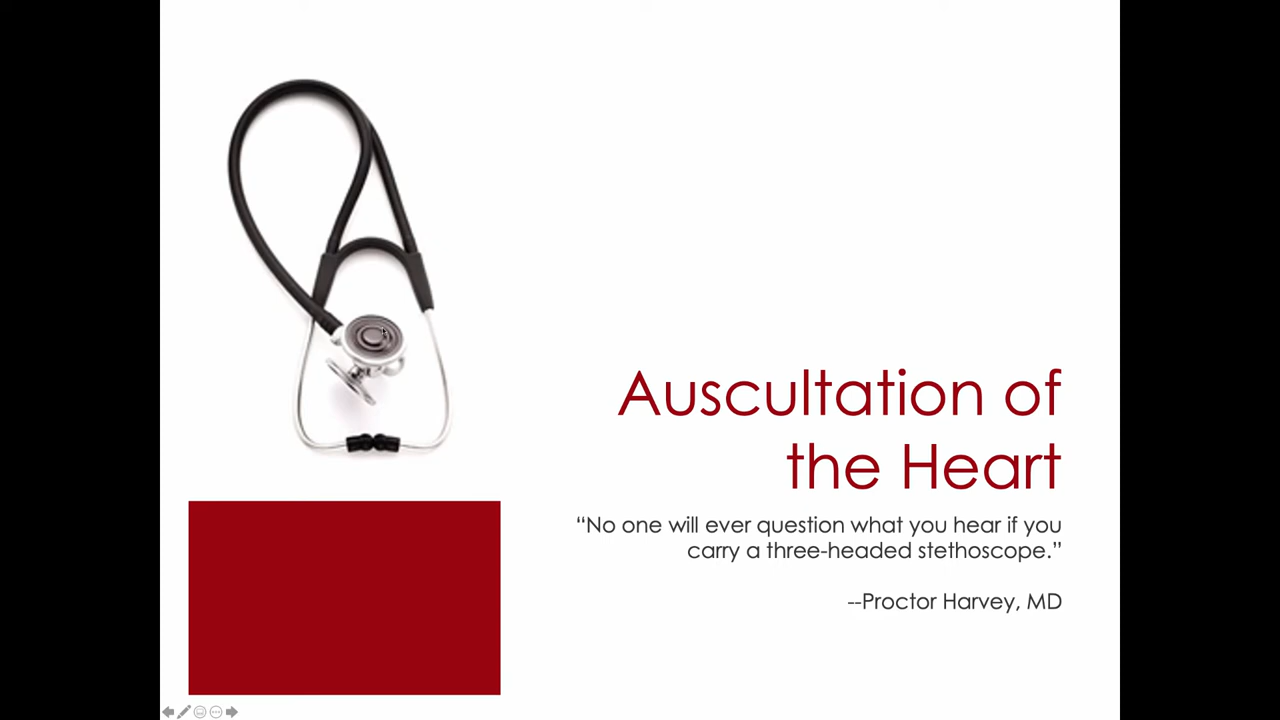 Auscultation of
the Heart
“No one will ever question what you hear if you
carry a three-headed stethoscope.”
--Proctor Harvey, MD